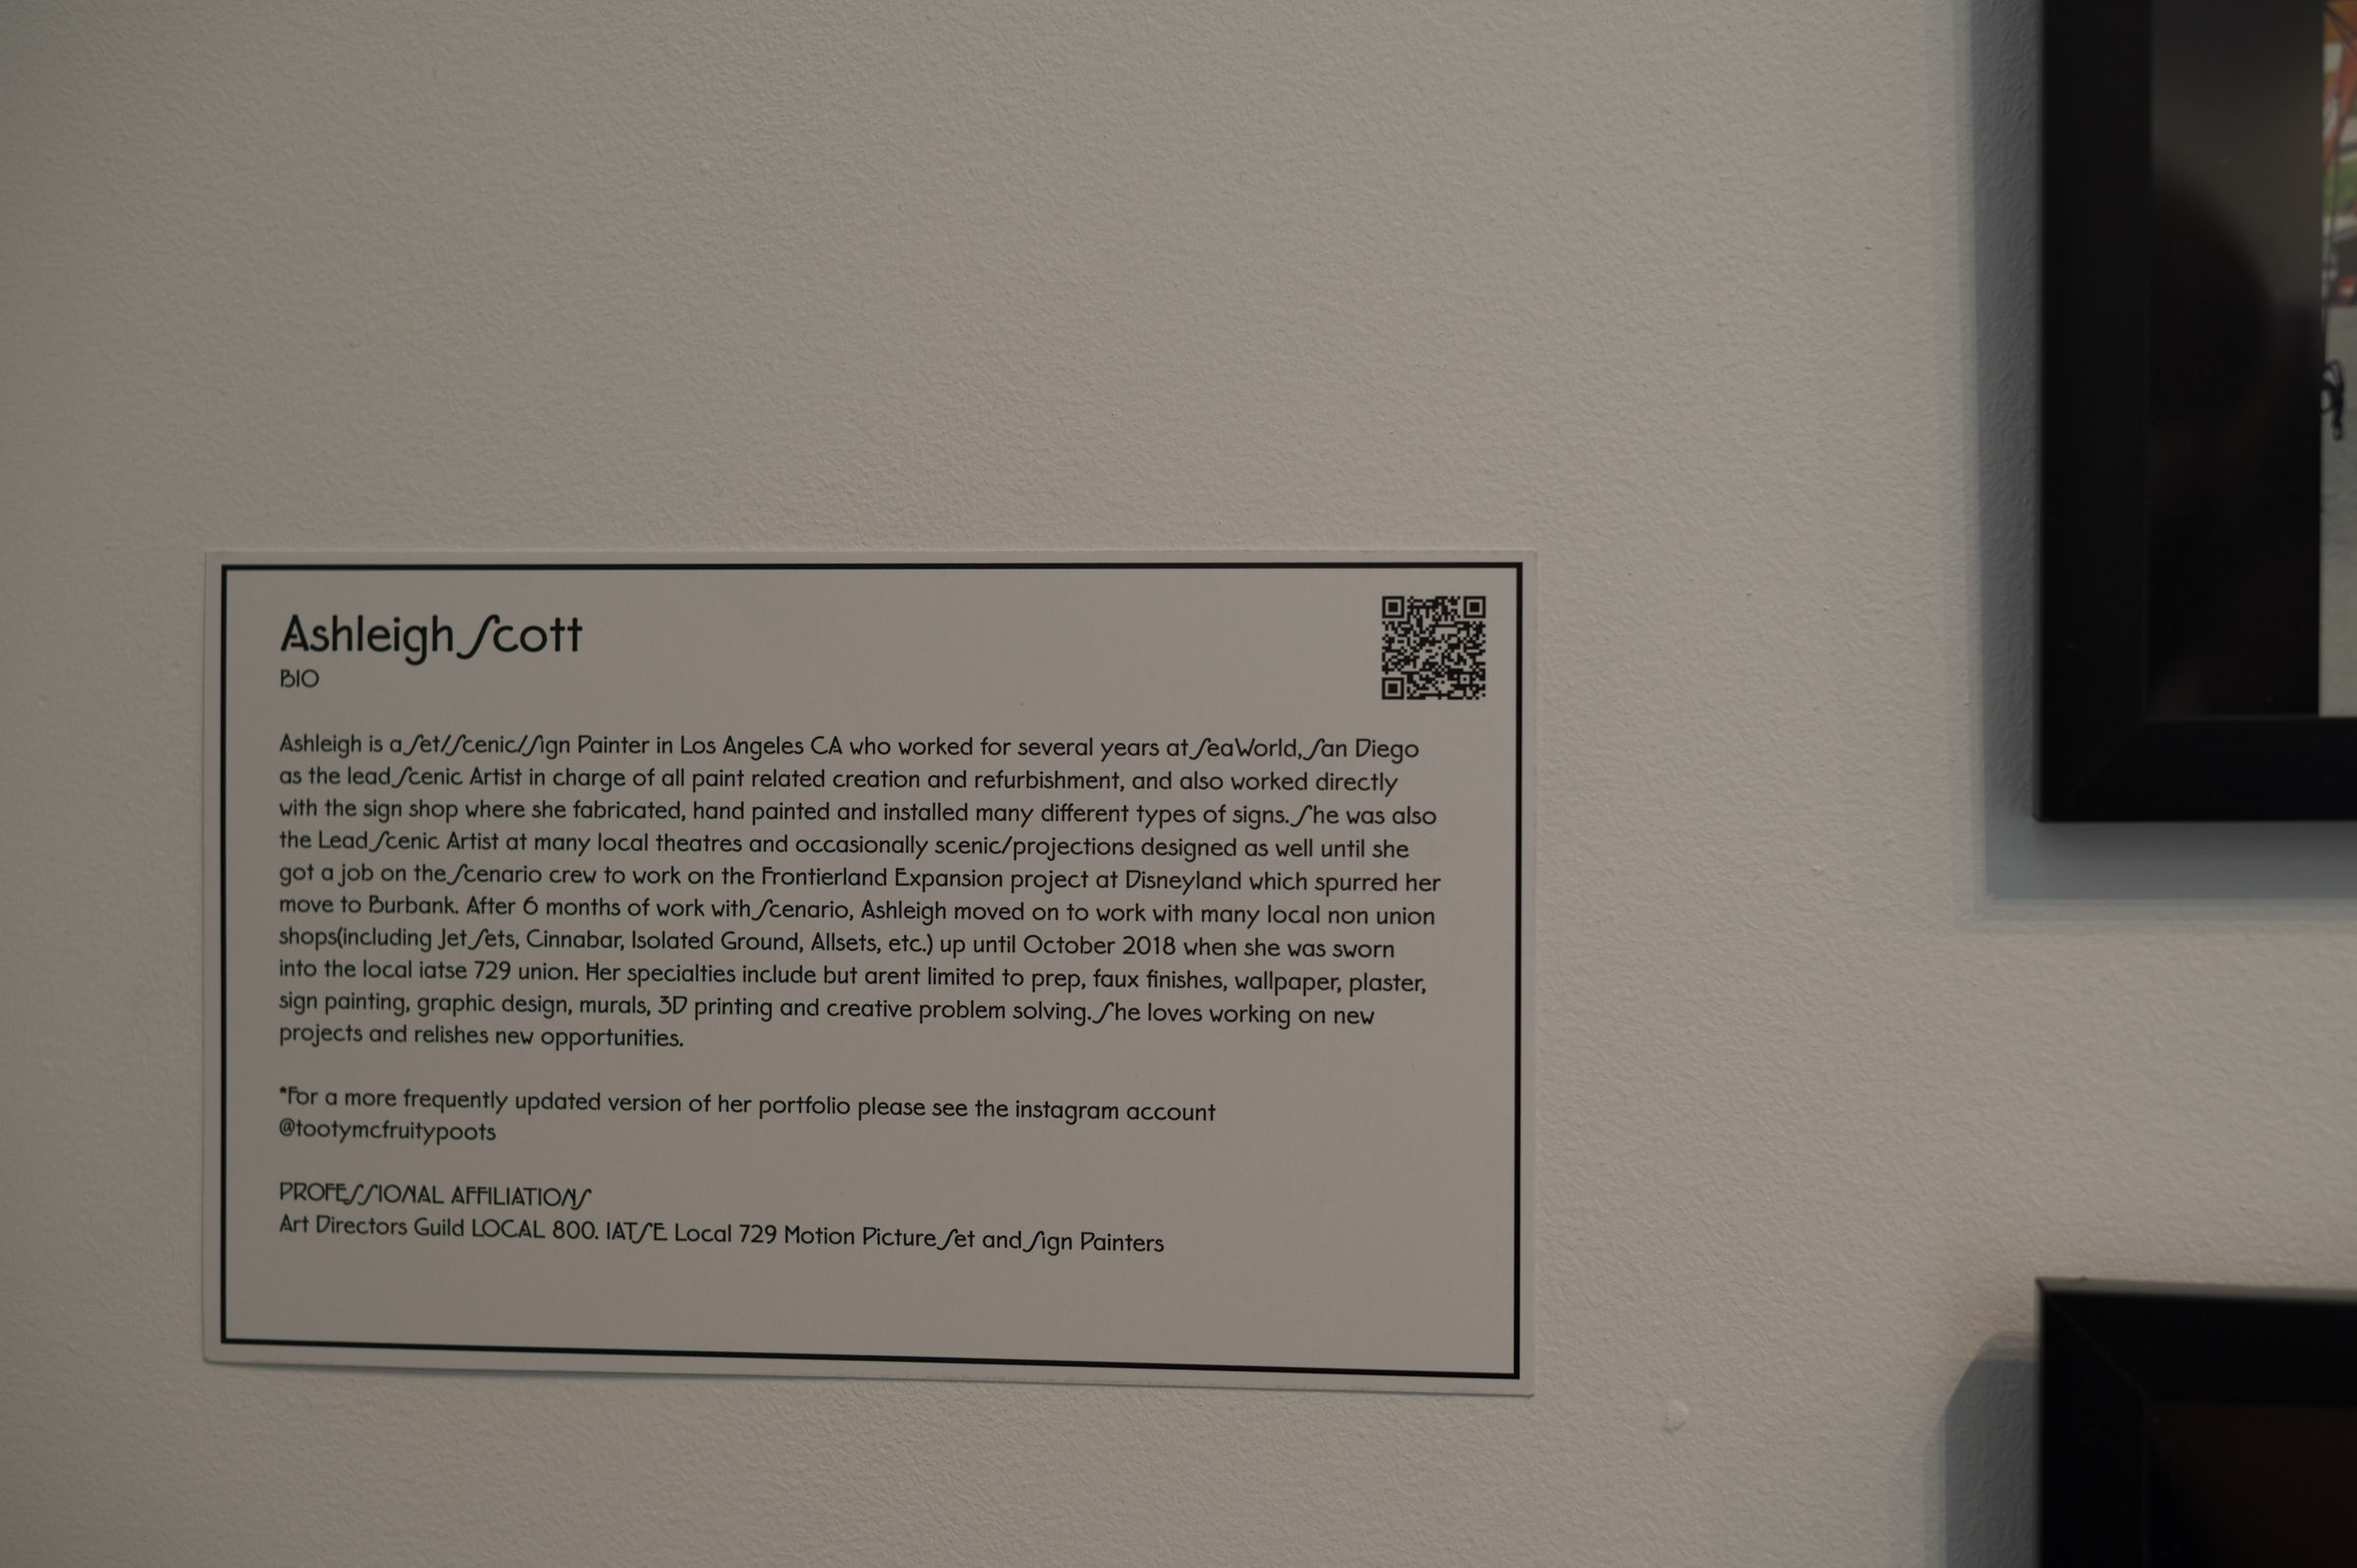 Ashleigh Scott
BIO
Ashleigh is a Set/Scenic/Sign Painter in Los Angeles CA who worked for several years at SeaWorld, San Diego
as the lead Scenic Artist in charge of all paint related creation and refurbishment, and also worked directly
with the sign shop where she fabricated, hand painted and installed many different types of signs. She was also
the Lead Scenic Artist at many local theatres and occasionally scenic/projections designed as well until she
got a job on the Scenario crew to work on the Frontierland Expansion project at Disneyland which spurred her
move to Burbank. After 6 months of work with Scenario, Ashleigh moved on to work with many local non union
shops(including Jet Sets, Cinnabar, Isolated Ground, Allsets, etc.) up until October 2018 when she was sworn
into the local iatse 729 union. Her specialties include but arent limited to prep, faux finishes, wallpaper, plaster,
sign painting, graphic design, murals, 3D printing and creative problem solving. She loves working on new
projects and relishes new opportunities.
*For a more frequently updated version of her portfolio please see the instagram account
@tootymcfruitypoots
PROFESSIONAL AFFILIATIONS
Art Directors Guild LOCAL 800. IATSE Local 729 Motion Picture Set and Sign Painters